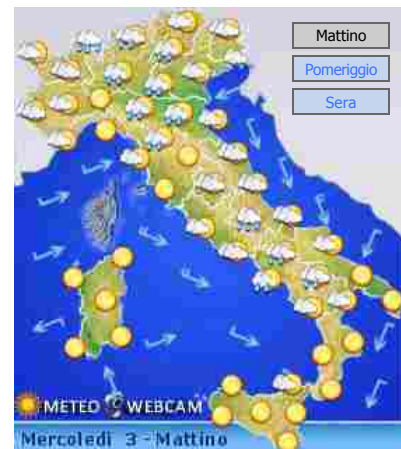 Mattino
Pomeriggio
Sera
METEO WEBCAM
Mercoledì 3 - Mattino